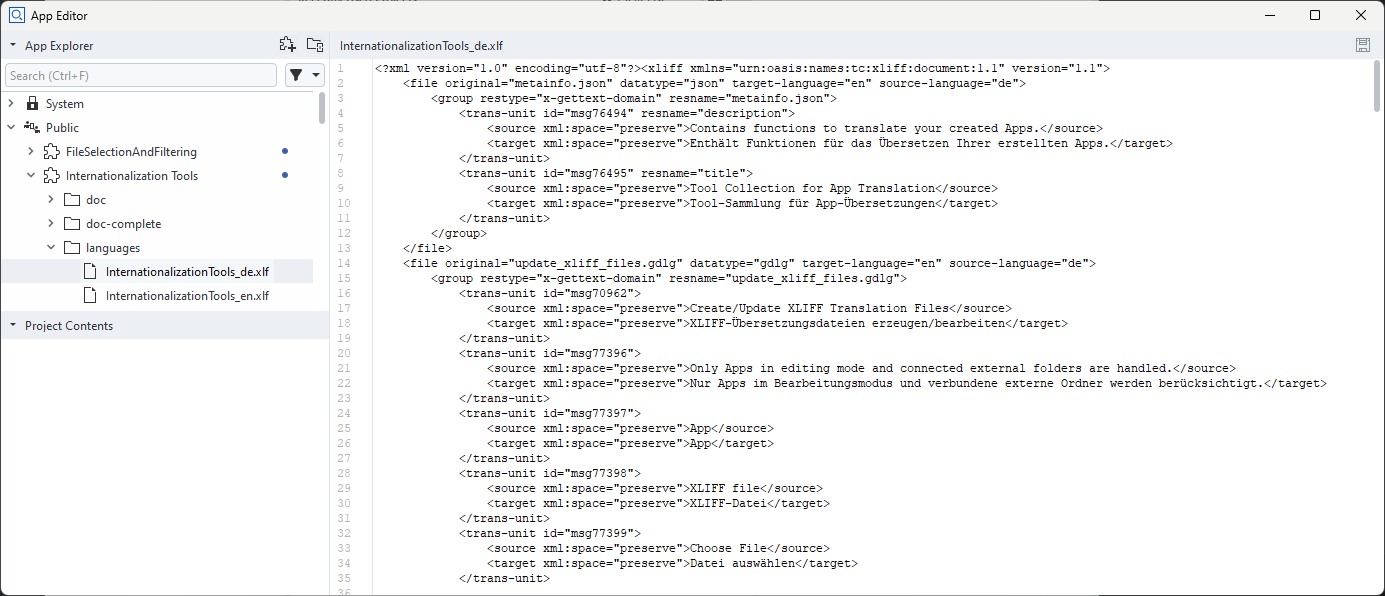 App Editor
App Explorer
Search (Ctrl+F)
System
Public
FileSelectionAndFiltering
Internationalization Tools
doc
doc-complete
languages
InternationalizationTools_de.xlf
InternationalizationTools_en.xlf
Project Contents
InternationalizationTools_de.xlf
1 <?xml version="1.0" encoding="utf-8"?><xliff xmlns="urn:oasis:names:tc:xliff:document:1.1" version="1.1">
2 <file original="metainfo.json" datatype="json" target-language="en" source-language="de">
3 <group restype="x-gettext-domain" resname="metainfo.json">
4 <trans-unit id="msg76494" resname="description">
5 <source xml:space="preserve">Contains functions to translate your created Apps.</source>
6 <target xml:space="preserve">Enthält Funktionen für das Übersetzen Ihrer erstellten Apps.</target>
7 </trans-unit>
8 <trans-unit id="msg76495" resname="title">
9 <source xml:space="preserve">Tool Collection for App Translation</source>
10 <target xml:space="preserve">Tool-Sammlung für App-Übersetzungen</target>
11 </trans-unit>
12 </group>
13 </file>
14 <file original="update_xliff_files.gdlg" datatype="gdlg" target-language="en" source-language="de">
15 <group restype="x-gettext-domain" resname="update_xliff_files.gdlg">
16 <trans-unit id="msg70962">
17 <source xml:space="preserve">Create/Update XLIFF Translation Files</source>
18 <target xml:space="preserve">XLIFF-Übersetzungsdateien erzeugen/bearbeiten</target>
19 </trans-unit>
20 <trans-unit id="msg77396">
21 <source xml:space="preserve">Only Apps in editing mode and connected external folders are handled.</source>
22 <target xml:space="preserve">Nur Apps im Bearbeitungsmodus und verbundene externe Ordner werden berücksichtigt.</target>
23 </trans-unit>
24 <trans-unit id="msg77397">
25 <source xml:space="preserve">App</source>
26 <target xml:space="preserve">App</target>
27 </trans-unit>
28 <trans-unit id="msg77398">
29 <source xml:space="preserve">XLIFF file</source>
30 <target xml:space="preserve">XLIFF-Datei</target>
31 </trans-unit>
32 <trans-unit id="msg77399">
33 <source xml:space="preserve">Choose File</source>
34 <target xml:space="preserve">Datei auswählen</target>
35 </trans-unit>
36